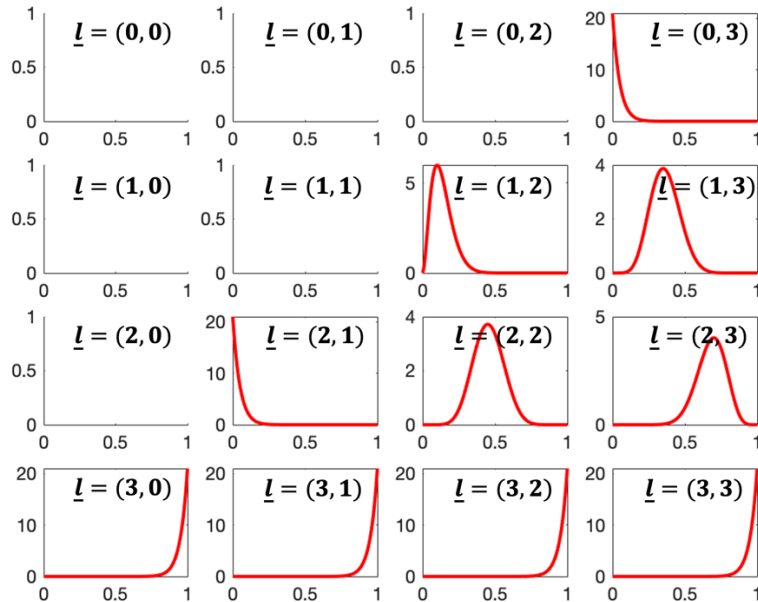 1 1 1 20
l = (0, 0) l = (0, 1) l = (0, 2) l = (0, 3)
0.5 0.5 0.5 10
0 0 0 0
0 0.5 1 0 0.5 1 0 0.5 1 0 0.5 1
1 1 5 4
l = (1, 0) l = (1, 1) l = (1, 2) l = (1, 3)
0.5 0.5 2
0 0 0 0
0 0.5 1 0 0.5 1 0 0.5 1 0 0.5 1
1 20 4 5
l = (2, 0) l = (2, 1) l = (2, 2) l = (2, 3)
0.5 10 2
0 0 0 0
0 0.5 1 0 0.5 1 0 0.5 1 0 0.5 1
20 20 20 20
l = (3, 0) l = (3, 1) l = (3, 2) l = (3, 3)
10 10 10 10
0 0 0 0
0 0.5 1 0 0.5 1 0 0.5 1 0 0.5 1